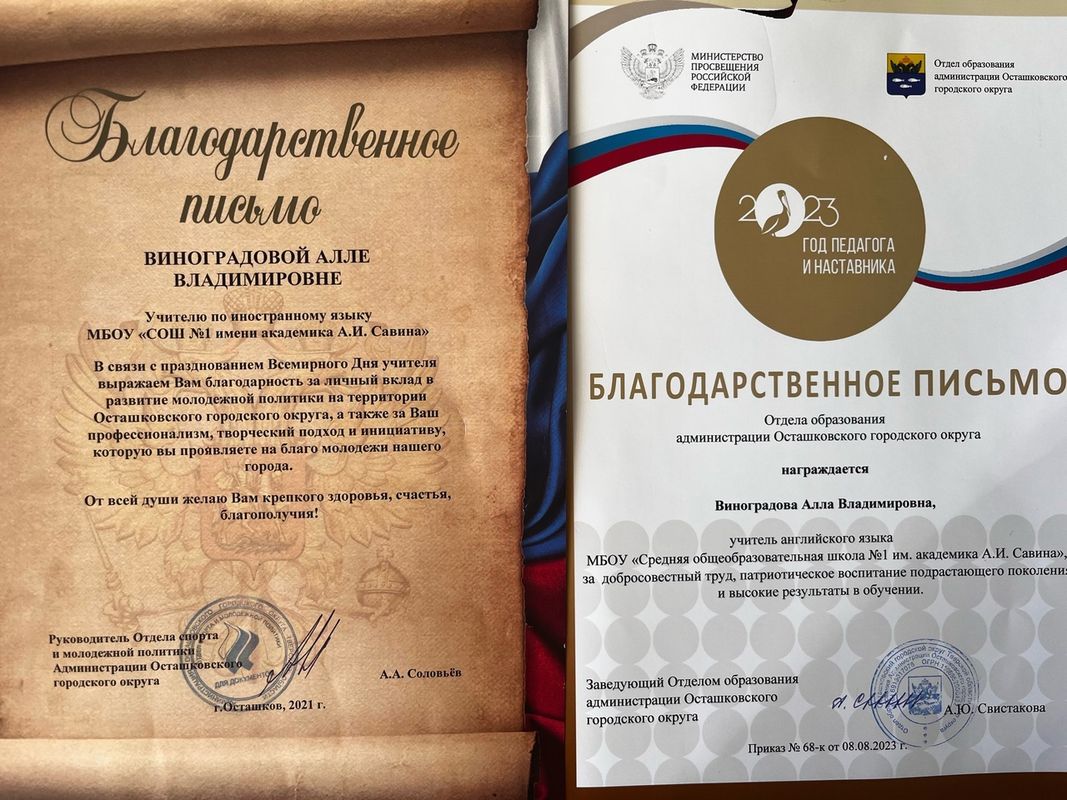 Благодарственное
письмо
ВИНОГРАДОВОЙ АЛЛЕ
ВЛАДИМИРОВНЕ
Учителю по иностранному языку
МБОУ «СОШ №1 имени академика А.И. Савина»
В связи с празднованием Всемирного Дня учителя
выражаем Вам благодарность за личный вклад в
развитие молодежной политики на территории
Осташковского городского округа, а также за Ваш
профессионализм, творческий подход и инициативу,
которую вы проявляете на благо молодежи нашего
города.
От всей души желаю Вам крепкого здоровья, счастья,
благополучия!
Руководитель Отдела спорта
и молодежной политики
Администрации Осташковского
городского округа
А.А. Соловьёв
ДЛЯ ДОКУМЕНТОВ
г.Осташков, 2021 г.
МИНИСТЕРСТВО
ПРОСВЕЩЕНИЯ
РОССИЙСКОЙ
ФЕДЕРАЦИИ
Отдел образования
администрации Осташковского
городского округа
2023
ГОД ПЕДАГОГА
И НАСТАВНИКА
БЛАГОДАРСТВЕННОЕ ПИСЬМО
Отдела образования
администрации Осташковского городского округа
награждается
Виноградова Алла Владимировна,
учитель английского языка
МБОУ «Средняя общеобразовательная школа №1 им. академика А.И. Савина»,
за добросовестный труд, патриотическое воспитание подрастающего поколения
и высокие результаты в обучении.
Заведующий Отделом образования
администрации Осташковского
городского округа
А.Ю. Свистакова
Приказ № 68-к от 08.08.2023 г.